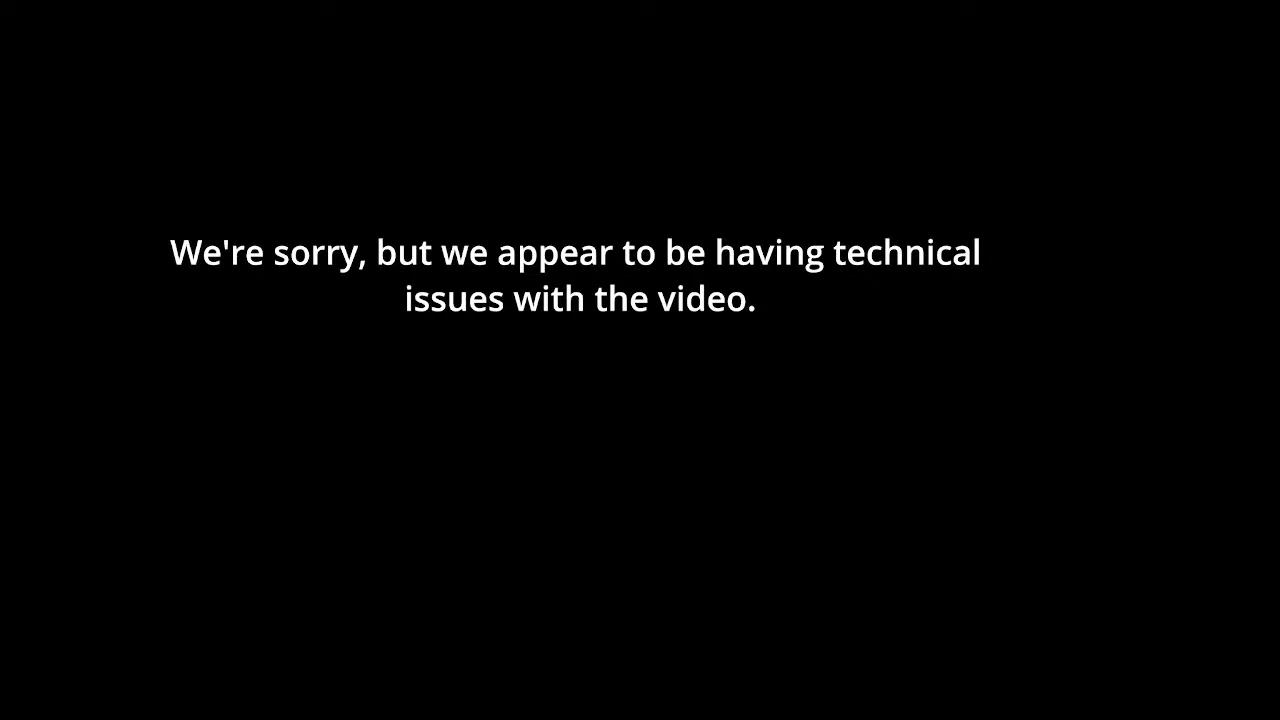 We're sorry, but we appear to be having technical
issues with the video.